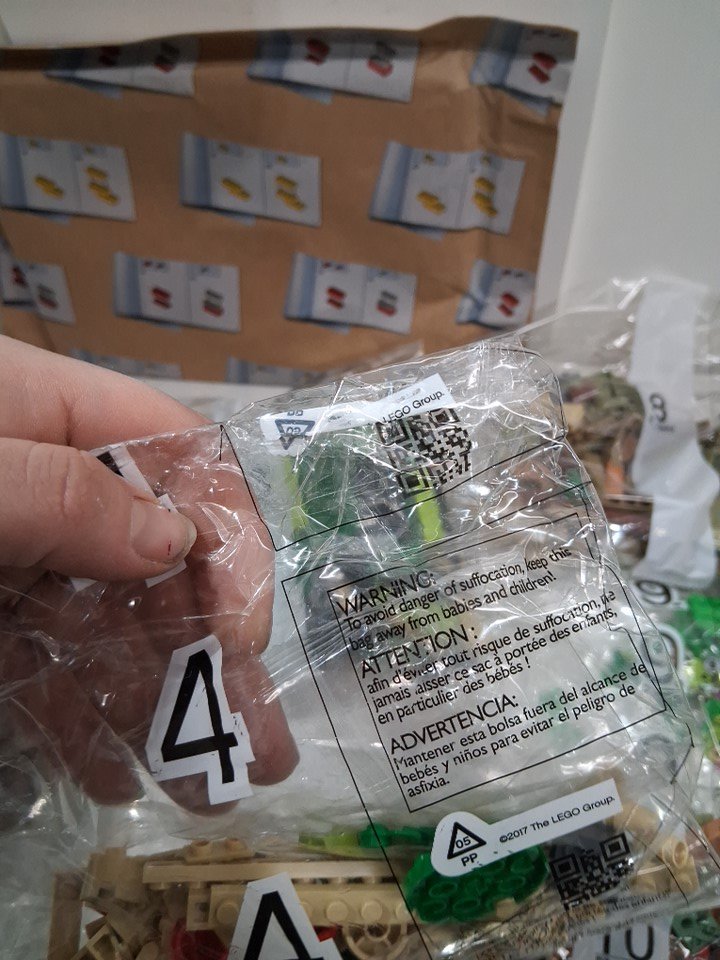 LEGO Group.
9
WARNING:
To avoid danger of suffocation, keep this
bag away from babies and children!
ATTENTION :
afin d'éviter tout risque de suffocation, ne
jamais laisser ce sac à portée des enfants,
en particulier des bébés !
ADVERTENCIA:
Mantener esta bolsa fuera del alcance de
bebés y niños para evitar el peligro de
asfixia.
4
05
PP
©2017 The LEGO Group.
4
10